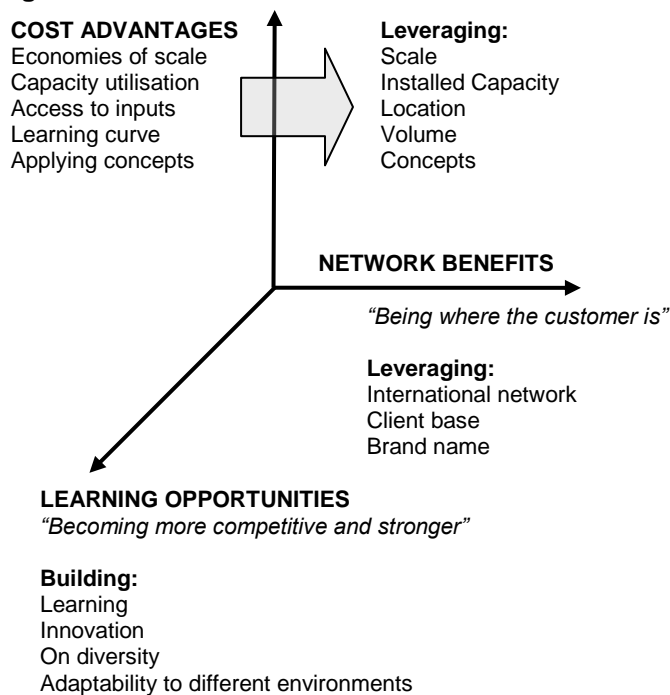 COST ADVANTAGES
Economies of scale
Capacity utilisation
Access to inputs
Learning curve
Applying concepts
Leveraging:
Scale
Installed Capacity
Location
Volume
Concepts
NETWORK BENEFITS
“Being where the customer is”
Leveraging:
International network
Client base
Brand name
LEARNING OPPORTUNITIES
“Becoming more competitive and stronger”
Building:
Learning
Innovation
On diversity
Adaptability to different environments